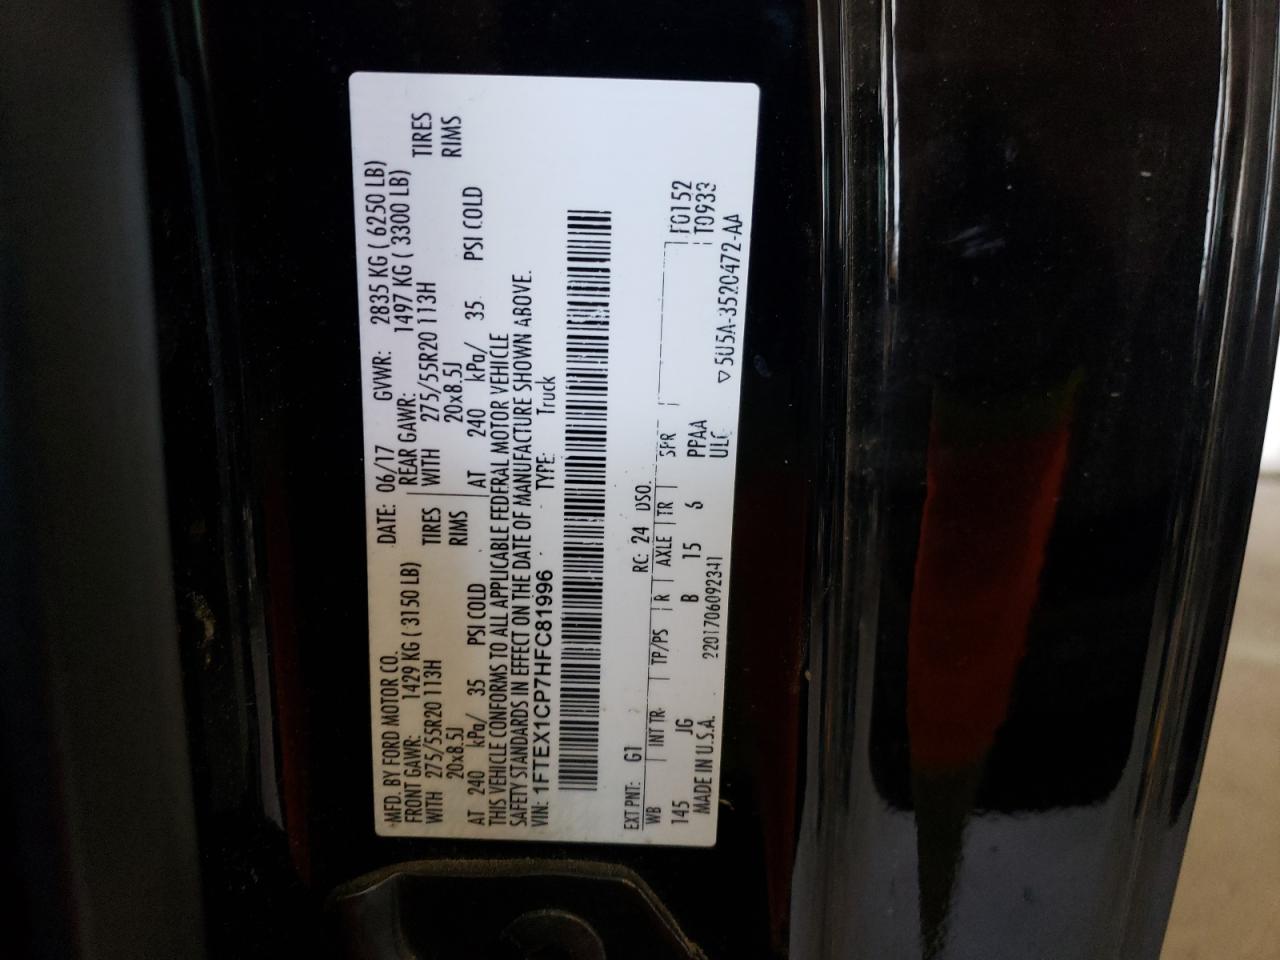 MFD. BY FORD MOTOR CO. DATE: 06/17 GVWR: 2835 KG ( 6250 LB)
FRONT GAWR: 1429 KG ( 3150 LB) REAR GAWR: 1497 KG ( 3300 LB)
WITH 275/55R20 113H TIRES WITH 275/55R20 113H TIRES
20x8.5J RIMS 20x8.5J RIMS
AT 240 kPa/ 35 PSI COLD AT 240 kPa/ 35 PSI COLD
THIS VEHICLE CONFORMS TO ALL APPLICABLE FEDERAL MOTOR VEHICLE
SAFETY STANDARDS IN EFFECT ON THE DATE OF MANUFACTURE SHOWN ABOVE.
VIN: 1FTEX1CP7HFC81996 TYPE: Truck
EXT PNT: G1 RC: 24 DSO:
WB INT TR TP/PS R AXLE TR SPR F0152
145 JG B 15 6 PPAA T0933
MADE IN U.S.A. 2201706092341 ULC
▽5U5A-3520472-AA